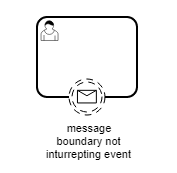 message
boundary not
inturrepting event